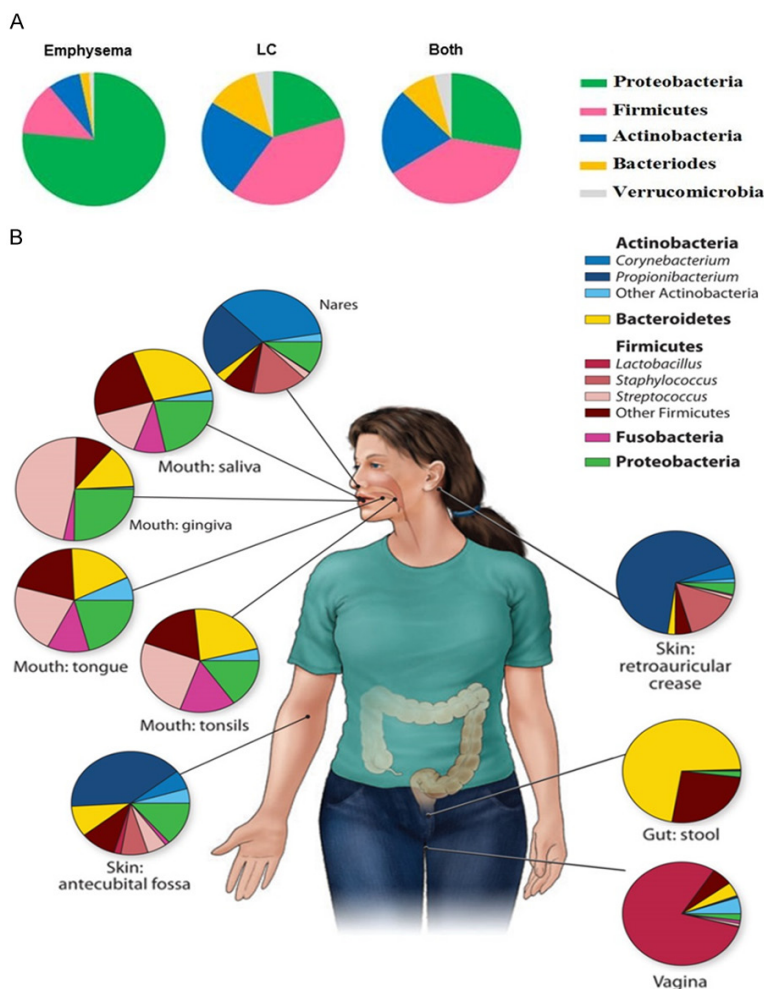 A
Emphysema
LC
Both
Proteobacteria
Firmicutes
Actinobacteria
Bacteriodes
Verrucomicrobia
B
Actinobacteria
Corynebacterium
Propionibacterium
Other Actinobacteria
Bacteroidetes
Firmicutes
Lactobacillus
Staphylococcus
Streptococcus
Other Firmicutes
Fusobacteria
Proteobacteria
Nares
Mouth: saliva
Mouth: gingiva
Mouth: tongue
Mouth: tonsils
Skin:
retroauricular
crease
Skin:
antecubital fossa
Gut: stool
Vagina